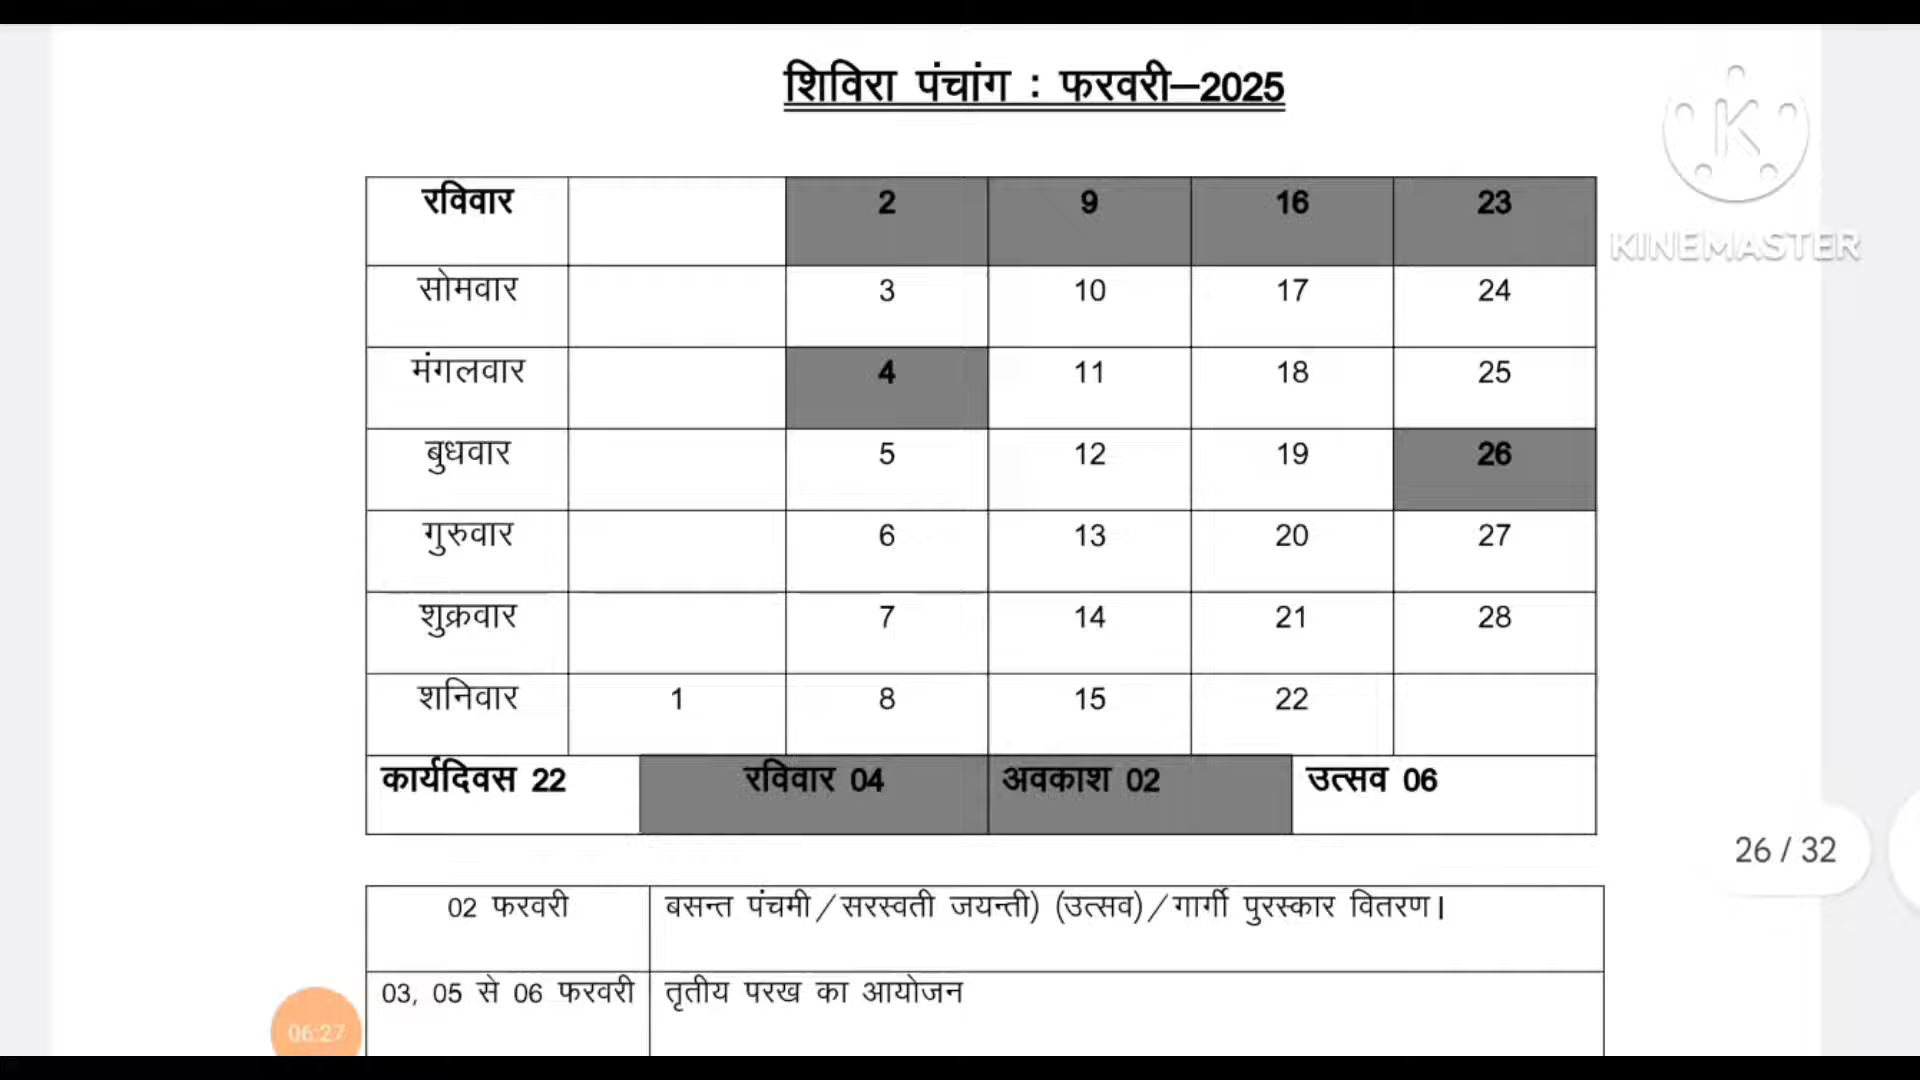 शिविरा पंचांग : फरवरी–2025
रविवार 2 9 16 23
सोमवार 3 10 17 24
मंगलवार 4 11 18 25
बुधवार 5 12 19 26
गुरुवार 6 13 20 27
शुक्रवार 7 14 21 28
शनिवार 1 8 15 22
कार्यदिवस 22 रविवार 04 अवकाश 02 उत्सव 06
02 फरवरी बसन्त पंचमी/सरस्वती जयन्ती) (उत्सव)/गार्गी पुरस्कार वितरण।
03, 05 से 06 फरवरी तृतीय परख का आयोजन
K
KINEMASTER
26 / 32
06:27